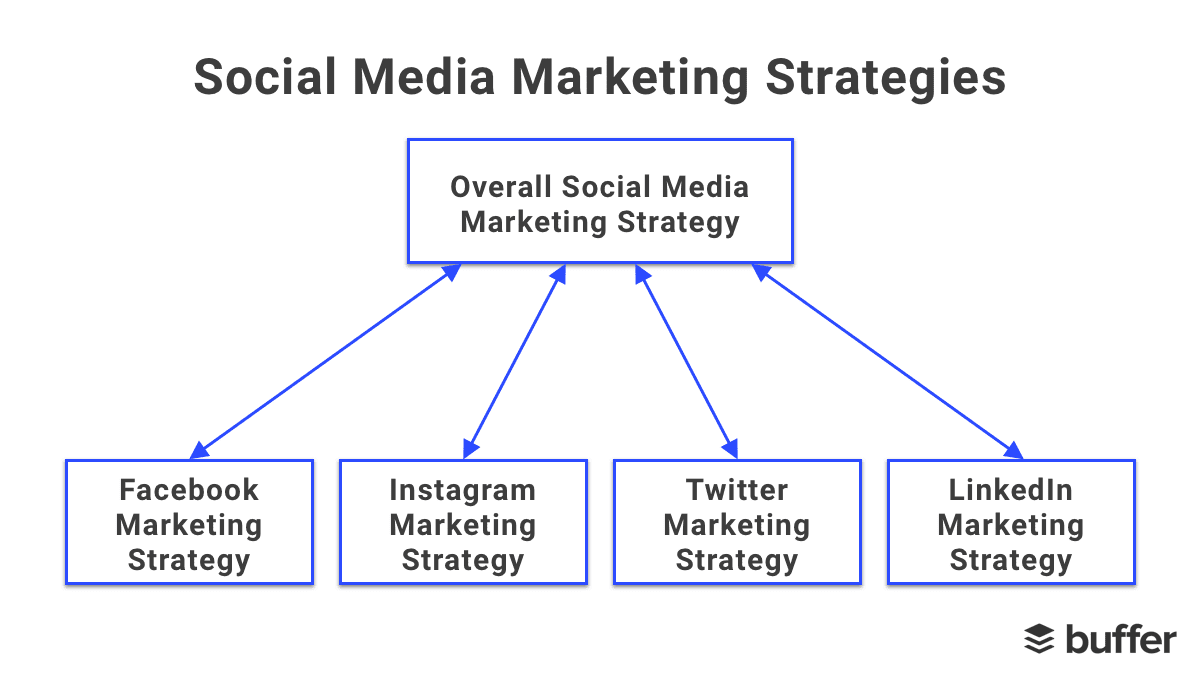 Social Media Marketing Strategies
Overall Social Media
Marketing Strategy
Facebook
Marketing
Strategy
Instagram
Marketing
Strategy
Twitter
Marketing
Strategy
LinkedIn
Marketing
Strategy
buffer